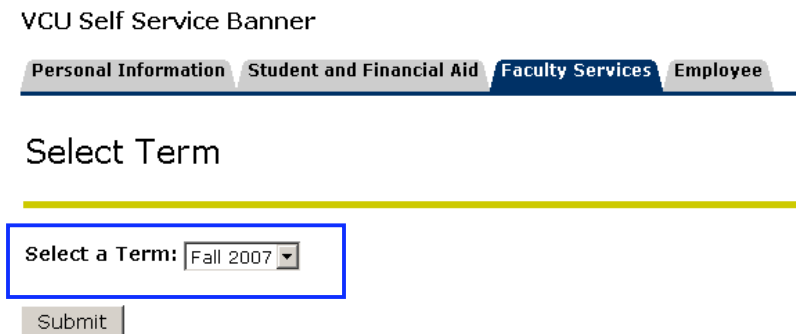 VCU Self Service Banner
Personal Information Student and Financial Aid Faculty Services Employee
Select Term
Select a Term: Fall 2007
Submit